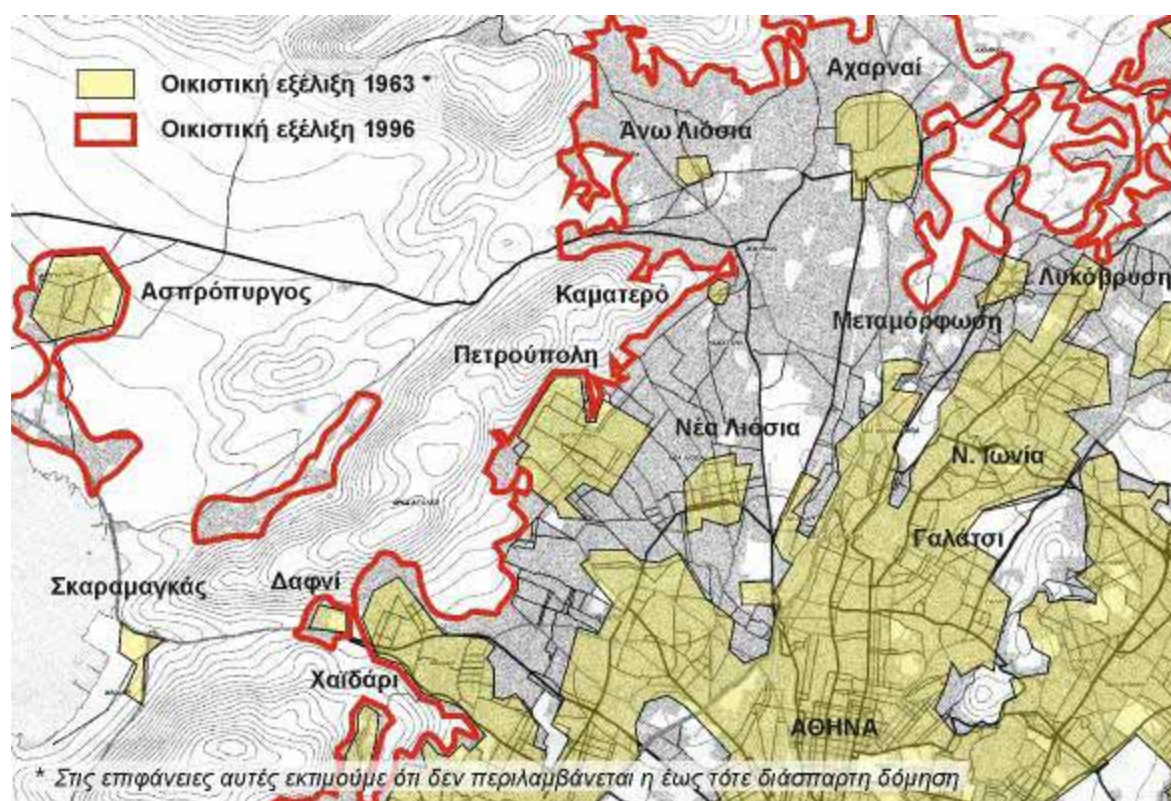 Οικιστική εξέλιξη 1963 *
Οικιστική εξέλιξη 1996
Αχαρναί
Άνω Λιόσια
Ασπρόπυργος
Καματερό
Λυκόβρυση
Μεταμόρφωση
Πετρούπολη
Νέα Λιόσια
Ν. Ιωνία
Γαλάτσι
Σκαραμαγκάς
Δαφνί
Χαϊδάρι
ΑΘΗΝΑ
* Στις επιφάνειες αυτές εκτιμούμε ότι δεν περιλαμβάνεται η έως τότε διάσπαρτη δόμηση